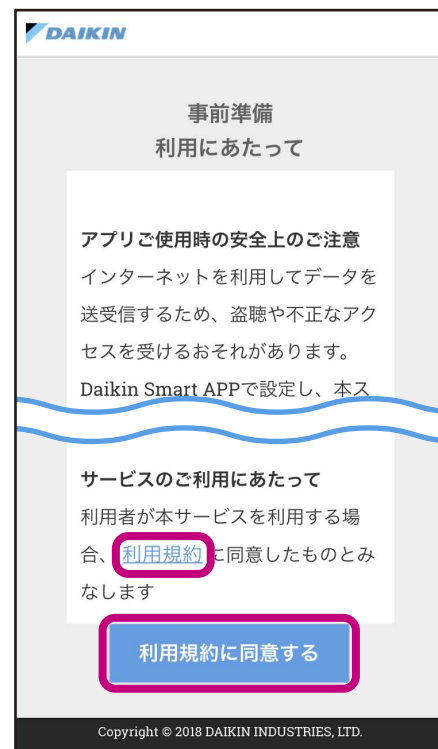 DAIKIN
事前準備
利用にあたって
アプリご使用時の安全上のご注意
インターネットを利用してデータを
送受信するため、盗聴や不正なアク
セスを受けるおそれがあります。
Daikin Smart APPで設定し、本ス
サービスのご利用にあたって
利用者が本サービスを利用する場
合、利用規約に同意したものとみ
なします
利用規約に同意する
Copyright © 2018 DAIKIN INDUSTRIES, LTD.